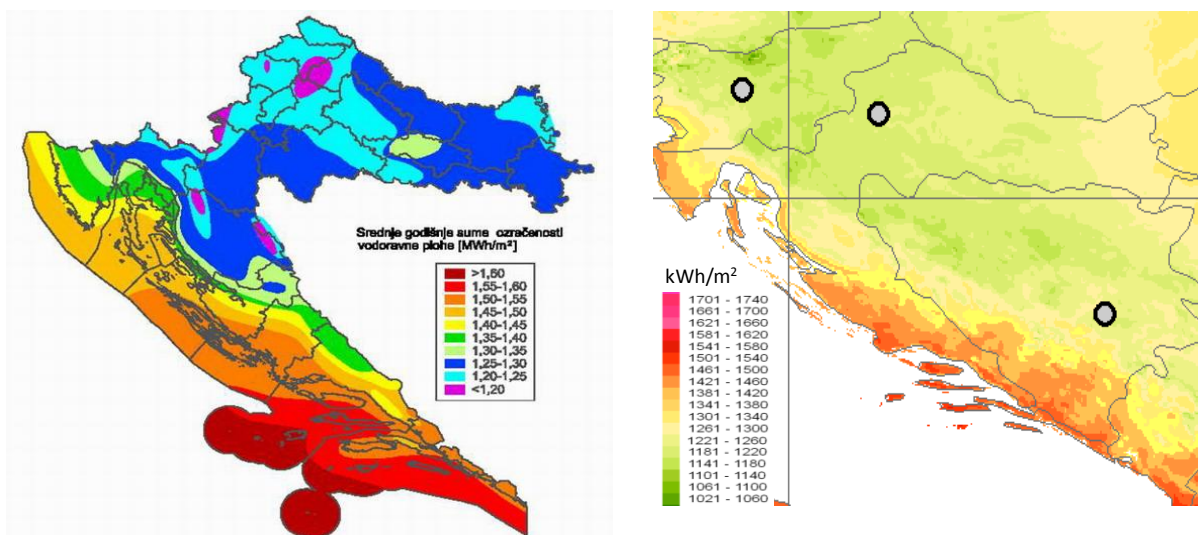 Srednje godišnje sume ozračenosti
vodoravne plohe [MWh/m²]
>1,60
1,55-1,60
1,50-1,55
1,45-1,50
1,40-1,45
1,35-1,40
1,30-1,35
1,25-1,30
1,20-1,25
<1,20
kWh/m²
1701 - 1740
1661 - 1700
1621 - 1660
1581 - 1620
1541 - 1580
1501 - 1540
1461 - 1500
1421 - 1460
1381 - 1420
1341 - 1380
1301 - 1340
1261 - 1300
1221 - 1260
1181 - 1220
1141 - 1180
1101 - 1140
1061 - 1100
1021 - 1060